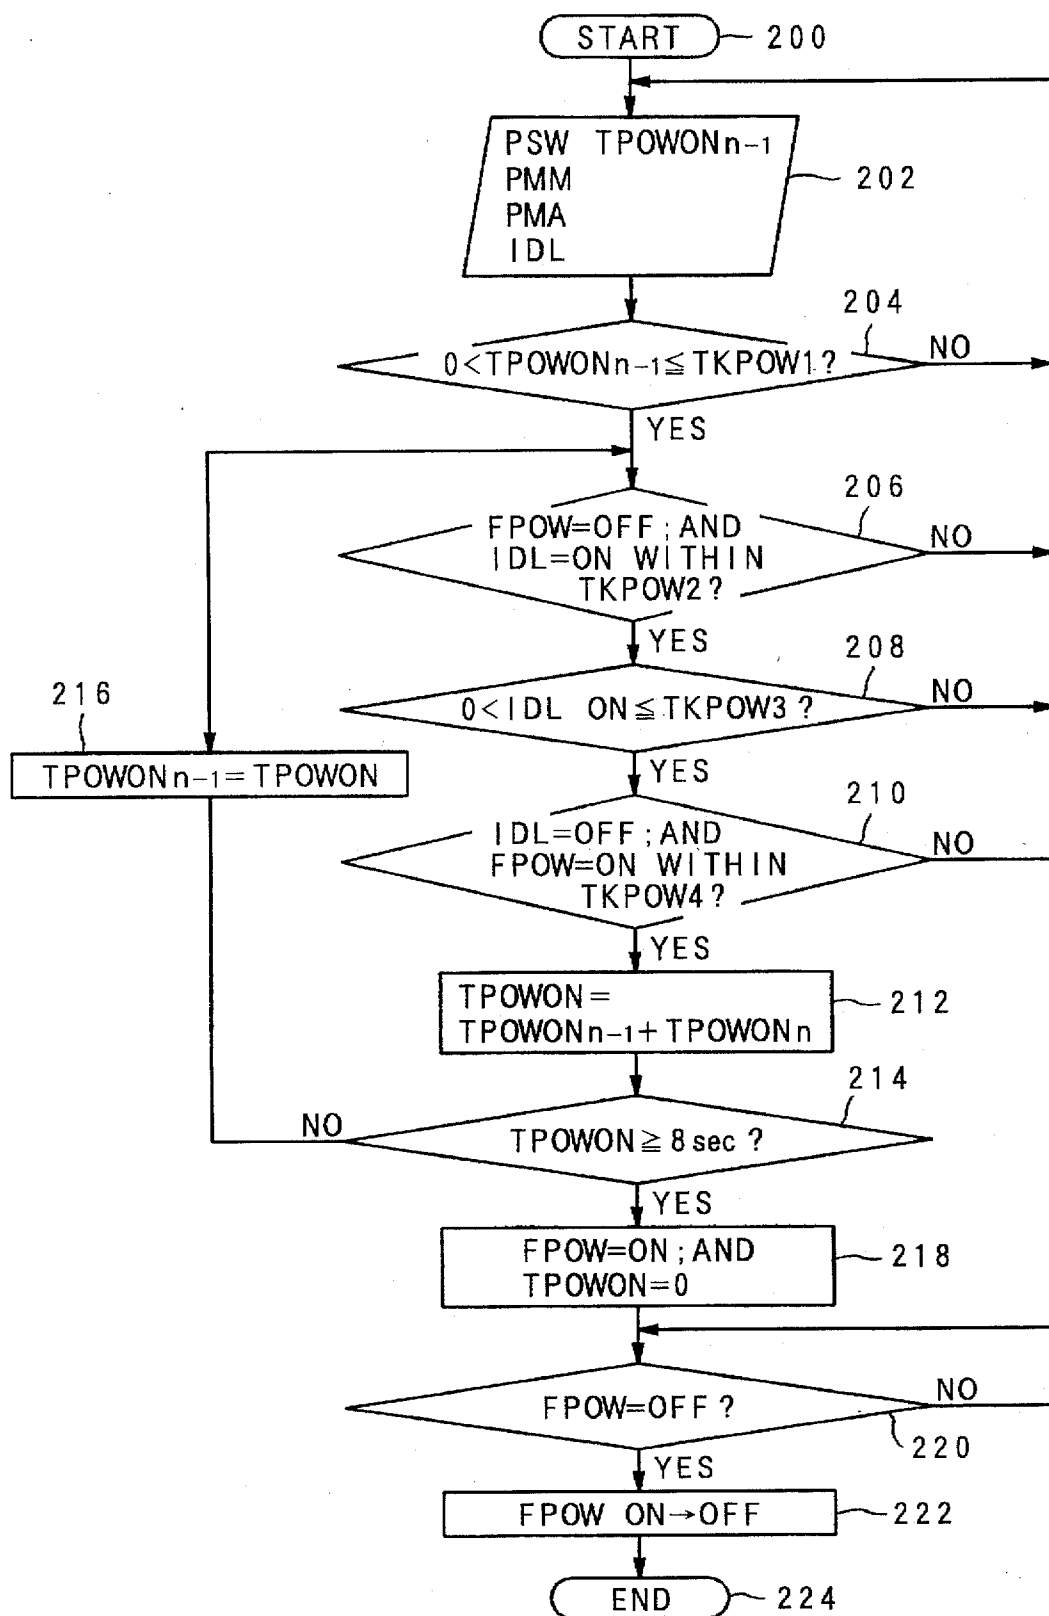 START
200
PSW TPOWONn-1
PMM
PMA
IDL
202
204
0<TPOWONn-1≦TKPOW1?
NO
YES
206
FPOW=OFF;AND
IDL=ON WITHIN
TKPOW2?
NO
YES
208
0<IDL ON≦TKPOW3?
NO
YES
216
TPOWONn-1=TPOWON
210
IDL=OFF;AND
FPOW=ON WITHIN
TKPOW4?
NO
YES
TPOWON=
TPOWONn-1+TPOWONn
212
214
TPOWON≧8sec?
NO
YES
FPOW=ON;AND
TPOWON=0
218
FPOW=OFF?
NO
220
YES
FPOW ON→OFF
222
END
224